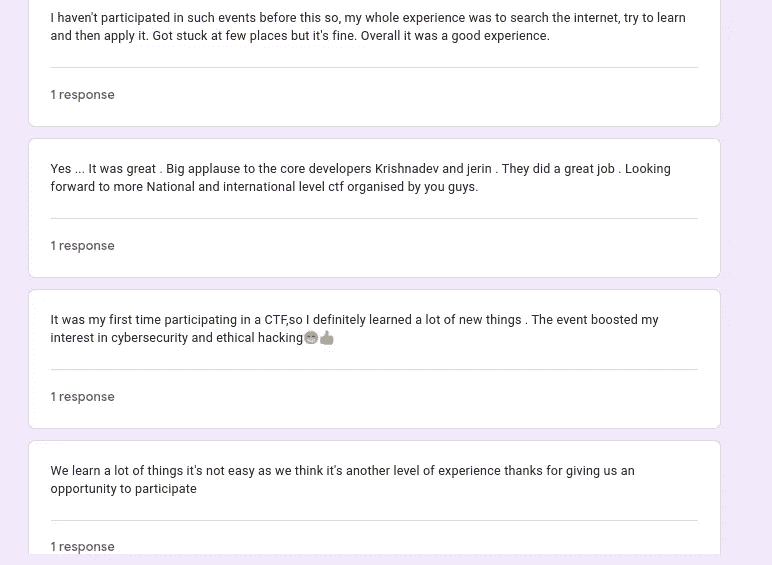 I haven't participated in such events before this so, my whole experience was to search the internet, try to learn
and then apply it. Got stuck at few places but it's fine. Overall it was a good experience.
1 response
Yes ... It was great . Big applause to the core developers Krishnadev and jerin . They did a great job . Looking
forward to more National and international level ctf organised by you guys.
1 response
It was my first time participating in a CTF,so I definitely learned a lot of new things . The event boosted my
interest in cybersecurity and ethical hacking😁👍
1 response
We learn a lot of things it's not easy as we think it's another level of experience thanks for giving us an
opportunity to participate
1 response